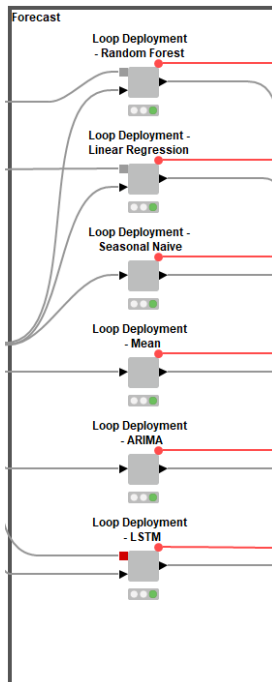 Forecast
Loop Deployment
- Random Forest
Loop Deployment -
Linear Regression
Loop Deployment -
Seasonal Naive
Loop Deployment
- Mean
Loop Deployment
- ARIMA
Loop Deployment
- LSTM